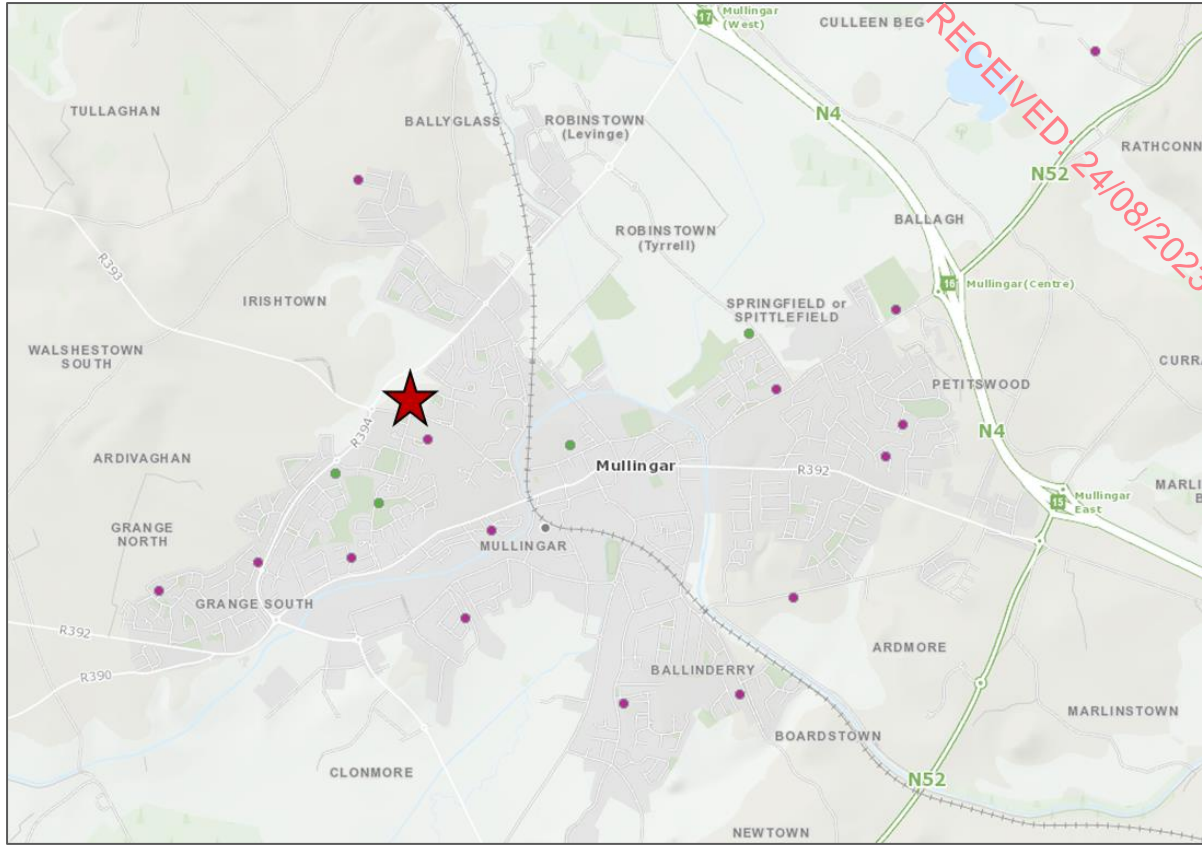 Mullingar
(West)
17
CULLEEN BEG
RECEIVED: 24/08/2023
TULLAGHAN
BALLYGLASS
ROBINSTOWN
(Levinge)
N4
RATHCONN
N52
ROBINSTOWN
(Tyrrell)
BALLAGH
R393
16
Mullingar(Centre)
IRISHTOWN
SPRINGFIELD or
SPITTLEFIELD
WALSHESTOWN
SOUTH
CURRA
PETITSWOOD
R394
N4
ARDIVAGHAN
Mullingar
R392
MARLI
B
15
Mullingar
East
GRANGE
NORTH
MULLINGAR
GRANGE SOUTH
R392
R390
ARDMORE
BALLINDERRY
MARLINSTOWN
BOARDSTOWN
CLONMORE
N52
NEWTOWN